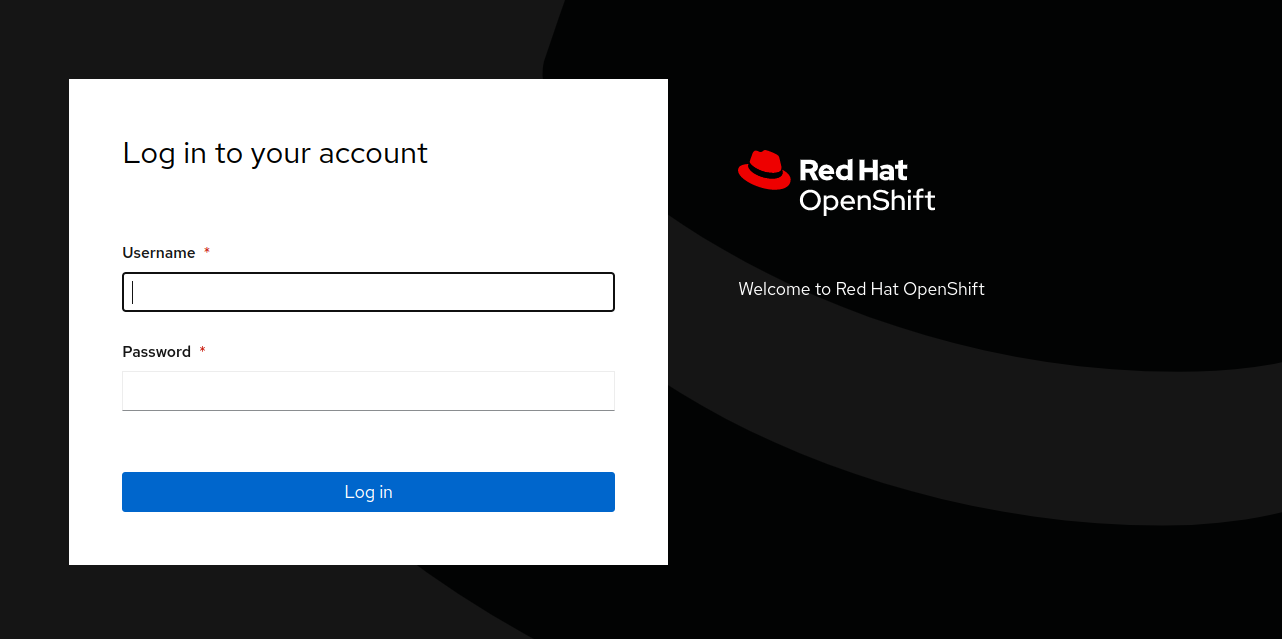 Log in to your account
Username *
Password *
Log in
Red Hat
OpenShift
Welcome to Red Hat OpenShift